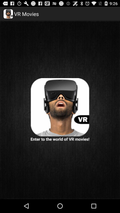 9:26
VR Movies
VR
Enter to the world of VR movies!